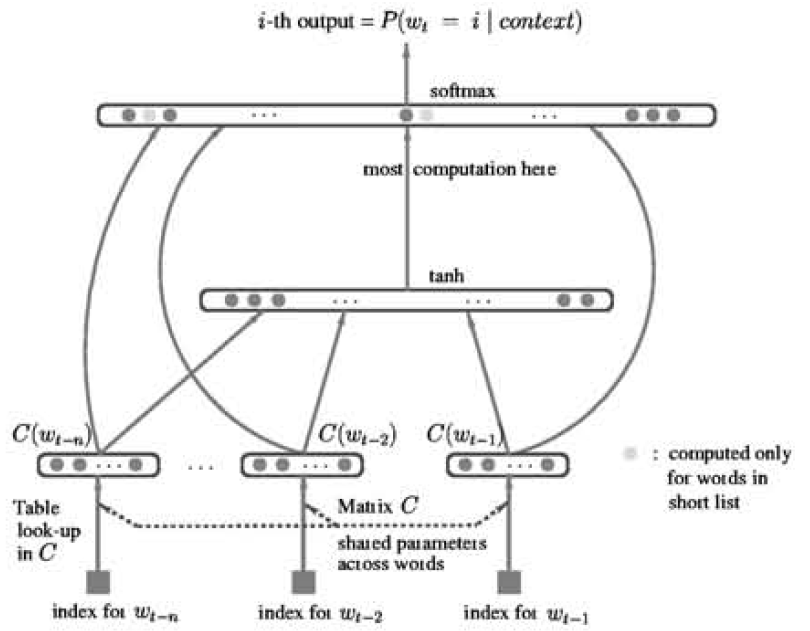 i-th output = P(w_t = i | context)
softmax
. . .
. . .
most computation here
tanh
. . .
. . .
C(w_{t−n})
C(w_{t−2})
C(w_{t−1})
. . .
. . .
. . .
. . .
: computed only
for words in
short list
Table
look-up
in C
Matrix C
shared parameters
across words
index for w_{t−n}
index for w_{t−2}
index for w_{t−1}